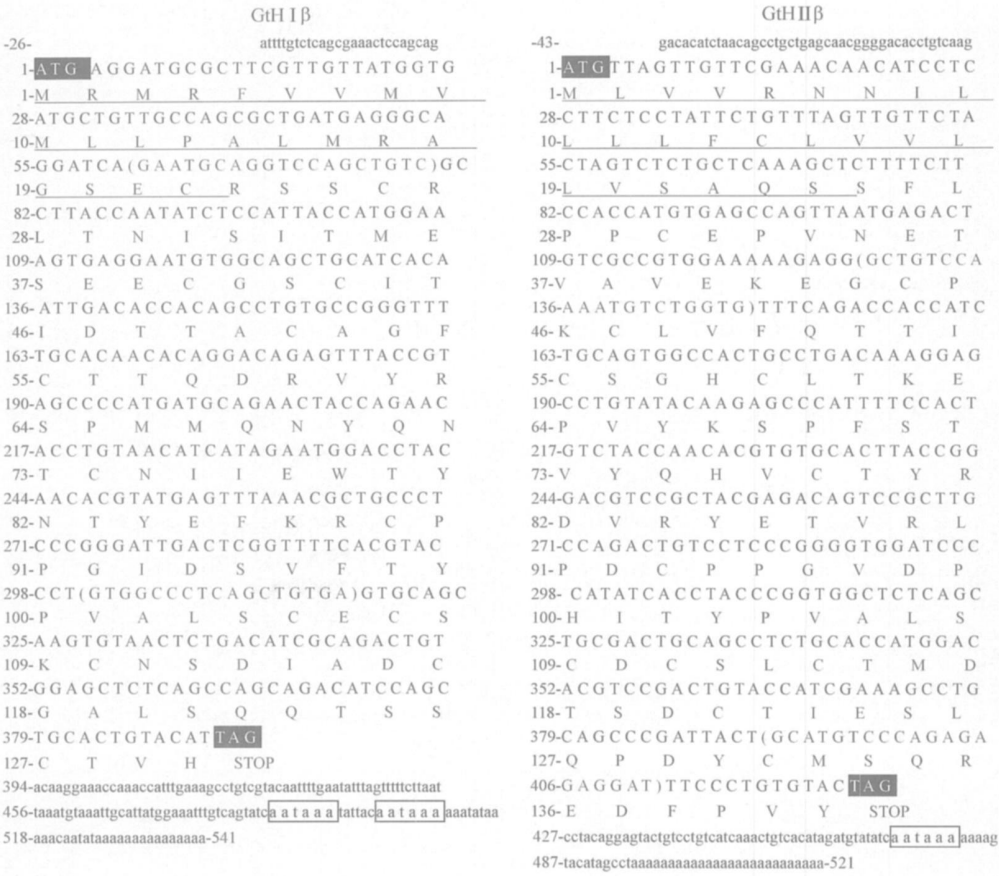 GtH I β
-26- attttgtctcagcgaaactccagcag
1-ATG AGGATGCGCTTCGTTGTTATGGTG
1-M R M R F V V M V
28-ATGCTGTTGCCAGCGCTGATGAGGGCA
10-M L L P A L M R A
55-GGATCA(GAATGCAGGTCCAGCTGTC)GC
19-G S E C R S S C R
82-CTTACCAATATCTCCATTACCATGGAA
28-L T N I S I T M E
109-AGTGAGGAATGTGGCAGCTGCATCACA
37-S E E C G S C I T
136-ATTGACACCACAGCCTGTGCCGGGTTT
46-I D T T A C A G F
163-TGCACAACACAGGACAGAGTTTACCGT
55-C T T Q D R V Y R
190-AGCCCCATGATGCAGAACTACCAGAAC
64-S P M M Q N Y Q N
217-ACCTGTAACATCATAGAATGGACCTAC
73-T C N I I E W T Y
244-AACACGTATGAGTTTAAACGCTGCCCT
82-N T Y E F K R C P
271-CCCGGGATTGACTCGGTTTTCACGTAC
91-P G I D S V F T Y
298-CCT(GTGGCCCTCAGCTGTGA)GTGCAGC
100-P V A L S C E C S
325-AAGTGTAACTCTGACATCGCAGACTGT
109-K C N S D I A D C
352-GGAGCTCTCAGCCAGCAGACATCCAGC
118-G A L S Q Q T S S
379-TGCACTGTACAT TAG
127-C T V H STOP
394-acaaggaaaccaaaccatttgaaagcctgtcgtacaattttgaatatttagtttttcttaat
456-taaatgtaaattgcattatggaaatttgtcagtatcaataaatattacaataaaaaatataa
518-aaacaatataaaaaaaaaaaaaaa-541
GtH II β
-43- gacacatctaacagcctgctgagcaacggggacacctgtcaag
1-ATGTTAGTTGTTCGAAACAACATCCTC
1-M L V V R N N I L
28-CTTCTCCTATTCTGTTTAGTTGTTCTA
10-L L L F C L V V L
55-CTAGTCTCTGCTCAAAGCTCTTTTCTT
19-L V S A Q S S F L
82-CCACCATGTGAGCCAGTTAATGAGACT
28-P P C E P V N E T
109-GTCGCCGTGGAAAAAGAGG(GCTGTCCA
37-V A V E K E G C P
136-AAATGTCTGGTG)TTTCAGACCACCATC
46-K C L V F Q T T I
163-TGCAGTGGCCACTGCCTGACAAAGGAG
55-C S G H C L T K E
190-CCTGTATACAAGAGCCCATTTTCCACT
64-P V Y K S P F S T
217-GTCTACCAACACGTGTGCACTTACCGG
73-V Y Q H V C T Y R
244-GACGTCCGCTACGAGACAGTCCGCTTG
82-D V R Y E T V R L
271-CCAGACTGTCCTCCCGGGGTGGATCCC
91-P D C P P G V D P
298- CATATCACCTACCCGGTGGCTCTCAGC
100-H I T Y P V A L S
325-TGCGACTGCAGCCTCTGCACCATGGAC
109-C D C S L C T M D
352-ACGTCCGACTGTACCATCGAAAGCCTG
118-T S D C T I E S L
379-CAGCCCGATTACT(GCATGTCCCAGAGA
127-Q P D Y C M S Q R
406-GAGGAT)TTCCCTGTGTACTAG
136-E D F P V Y STOP
427-cctacaggagtactgtcctgtcatcaaactgtcacatagatgtatatcaataaaaaaag
487-tacatagcctaaaaaaaaaaaaaaaaaaaaaaaaa-521